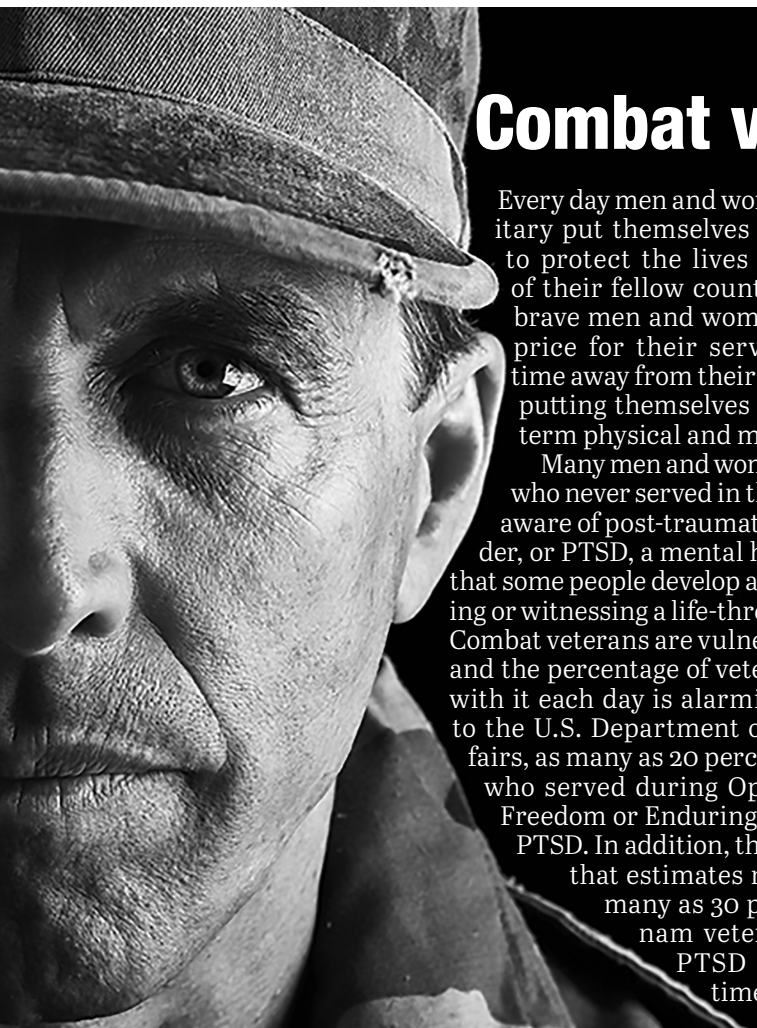 Combat v
Every day men and wo
itary put themselves
to protect the lives
of their fellow count
brave men and wom
price for their serv
time away from their
putting themselves
term physical and m
Many men and wom
who never served in th
aware of post-traumat
der, or PTSD, a mental h
that some people develop a
ing or witnessing a life-thre
Combat veterans are vulne
and the percentage of vete
with it each day is alarmi
to the U.S. Department o
fairs, as many as 20 perc
who served during Op
Freedom or Enduring
PTSD. In addition, th
that estimates
many as 30 p
nam veter
PTSD
time